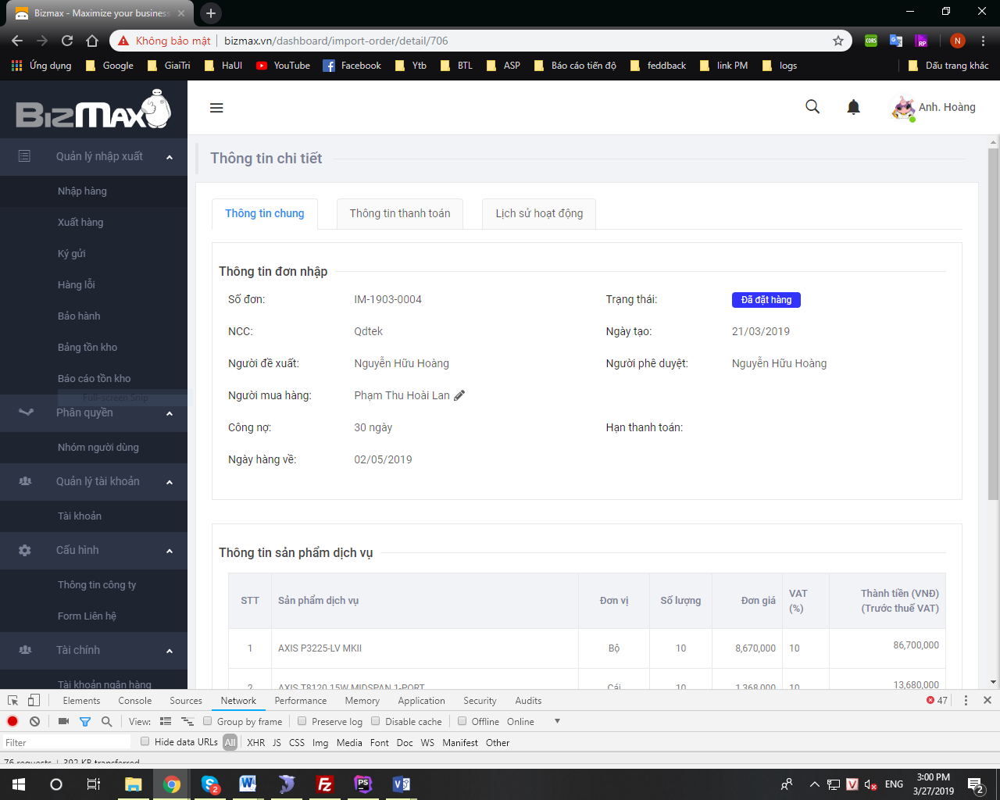 Bizmax - Maximize your business
Không bảo mật | bizmax.vn/dashboard/import-order/detail/706
CORS
RP
N
Ứng dụng
Google
GiaiTri
HaUI
YouTube
Facebook
Ytb
BTL
ASP
Báo cáo tiến độ
feddback
link PM
logs
Dấu trang khác
BizMax
Anh. Hoàng
Quản lý nhập xuất
Nhập hàng
Xuất hàng
Ký gửi
Hàng lỗi
Bảo hành
Bảng tồn kho
Báo cáo tồn kho
Full-screen Snip
Phân quyền
Nhóm người dùng
Quản lý tài khoản
Tài khoản
Cấu hình
Thông tin công ty
Form Liên hệ
Tài chính
Tài khoản ngân hàng
Thông tin chi tiết
Thông tin chung
Thông tin thanh toán
Lịch sử hoạt động
Thông tin đơn nhập
Số đơn: IM-1903-0004 Trạng thái: Đã đặt hàng
NCC: Qdtek Ngày tạo: 21/03/2019
Người đề xuất: Nguyễn Hữu Hoàng Người phê duyệt: Nguyễn Hữu Hoàng
Người mua hàng: Phạm Thu Hoài Lan
Công nợ: 30 ngày Hạn thanh toán:
Ngày hàng về: 02/05/2019
Thông tin sản phẩm dịch vụ
STT Sản phẩm dịch vụ Đơn vị Số lượng Đơn giá VAT (%) Thành tiền (VNĐ) (Trước thuế VAT)
1 AXIS P3225-LV MKII Bộ 10 8,670,000 10 86,700,000
2 AXIS T8120 15W MIDSPAN 1-PORT Cái 10 1,368,000 10 13,680,000
Elements Console Sources Network Performance Memory Application Security Audits 47
View: Group by frame Preserve log Disable cache Offline Online
Filter Hide data URLs All XHR JS CSS Img Media Font Doc WS Manifest Other
76 requests | 392 KB transferred
2
ENG
3:00 PM
3/27/2019
2